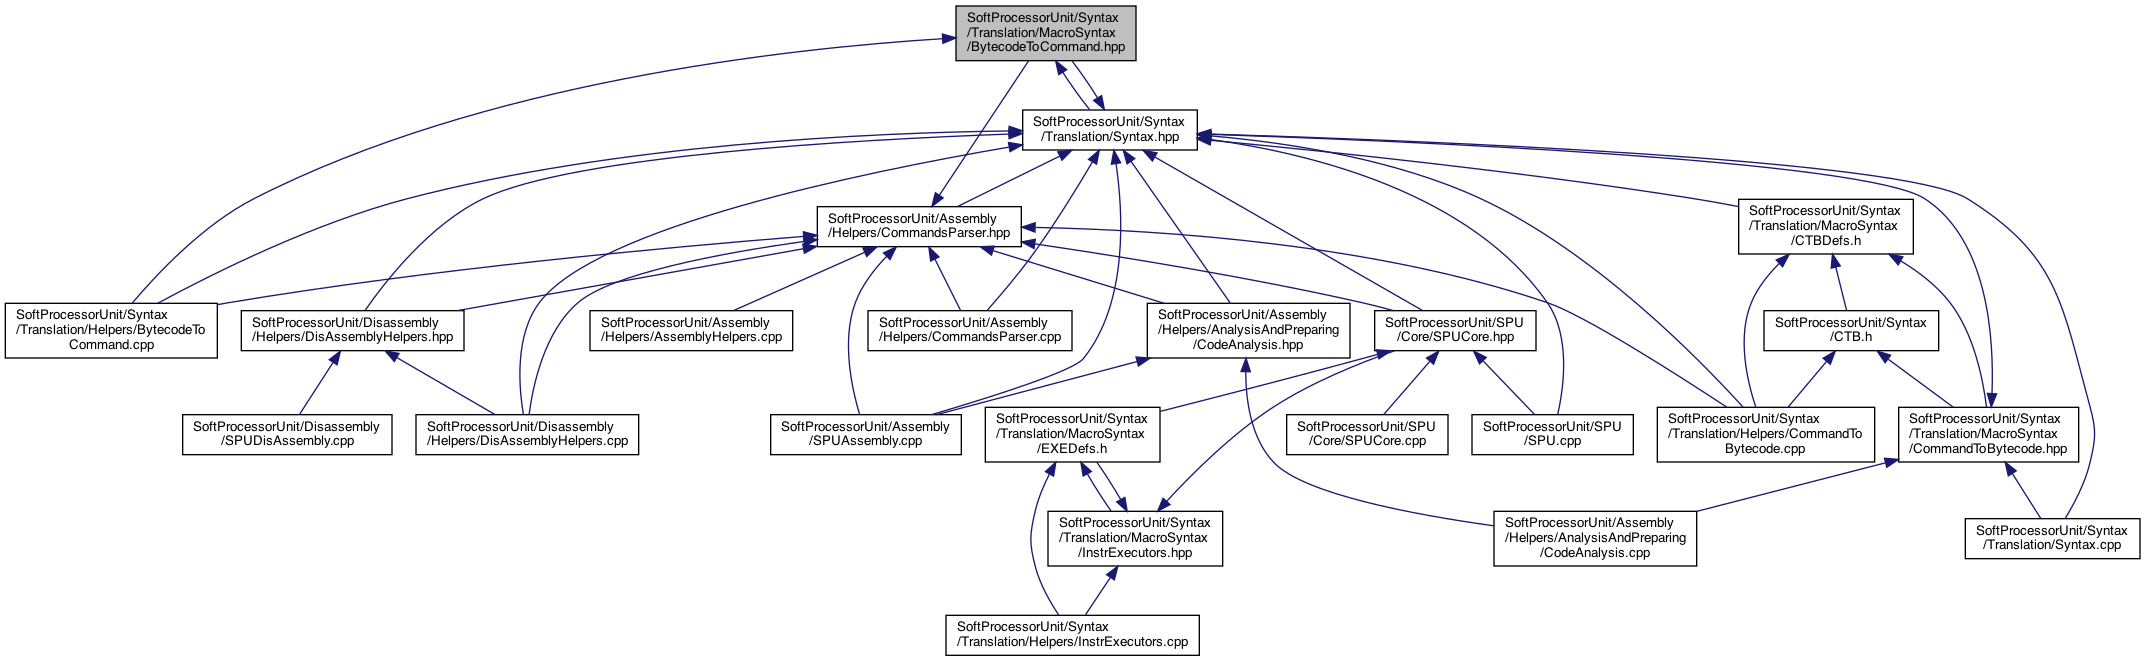 SoftProcessorUnit/Syntax
/Translation/MacroSyntax
/BytecodeToCommand.hpp
SoftProcessorUnit/Syntax
/Translation/Syntax.hpp
SoftProcessorUnit/Assembly
/Helpers/CommandsParser.hpp
SoftProcessorUnit/Syntax
/Translation/MacroSyntax
/CTBDefs.h
SoftProcessorUnit/Syntax
/Translation/Helpers/BytecodeTo
Command.cpp
SoftProcessorUnit/Disassembly
/Helpers/DisAssemblyHelpers.hpp
SoftProcessorUnit/Assembly
/Helpers/AssemblyHelpers.cpp
SoftProcessorUnit/Assembly
/Helpers/CommandsParser.cpp
SoftProcessorUnit/Assembly
/Helpers/AnalysisAndPreparing
/CodeAnalysis.hpp
SoftProcessorUnit/SPU
/Core/SPUCore.hpp
SoftProcessorUnit/Syntax
/CTB.h
SoftProcessorUnit/Disassembly
/SPUDisAssembly.cpp
SoftProcessorUnit/Disassembly
/Helpers/DisAssemblyHelpers.cpp
SoftProcessorUnit/Assembly
/SPUAssembly.cpp
SoftProcessorUnit/Syntax
/Translation/MacroSyntax
/EXEDefs.h
SoftProcessorUnit/SPU
/Core/SPUCore.cpp
SoftProcessorUnit/SPU
/SPU.cpp
SoftProcessorUnit/Syntax
/Translation/Helpers/CommandTo
Bytecode.cpp
SoftProcessorUnit/Syntax
/Translation/MacroSyntax
/CommandToBytecode.hpp
SoftProcessorUnit/Syntax
/Translation/MacroSyntax
/InstrExecutors.hpp
SoftProcessorUnit/Assembly
/Helpers/AnalysisAndPreparing
/CodeAnalysis.cpp
SoftProcessorUnit/Syntax
/Translation/Syntax.cpp
SoftProcessorUnit/Syntax
/Translation/Helpers/InstrExecutors.cpp